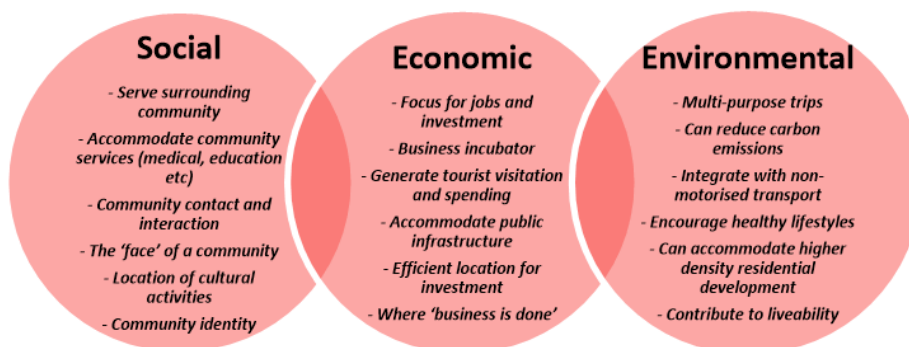 Social
- Serve surrounding
community
- Accommodate community
services (medical, education
etc)
- Community contact and
interaction
- The ‘face’ of a community
- Location of cultural
activities
- Community identity
Economic
- Focus for jobs and
investment
- Business incubator
- Generate tourist visitation
and spending
- Accommodate public
infrastructure
- Efficient location for
investment
- Where ‘business is done’
Environmental
- Multi-purpose trips
- Can reduce carbon
emissions
- Integrate with non-
motorised transport
- Encourage healthy lifestyles
- Can accommodate higher
density residential
development
- Contribute to liveability